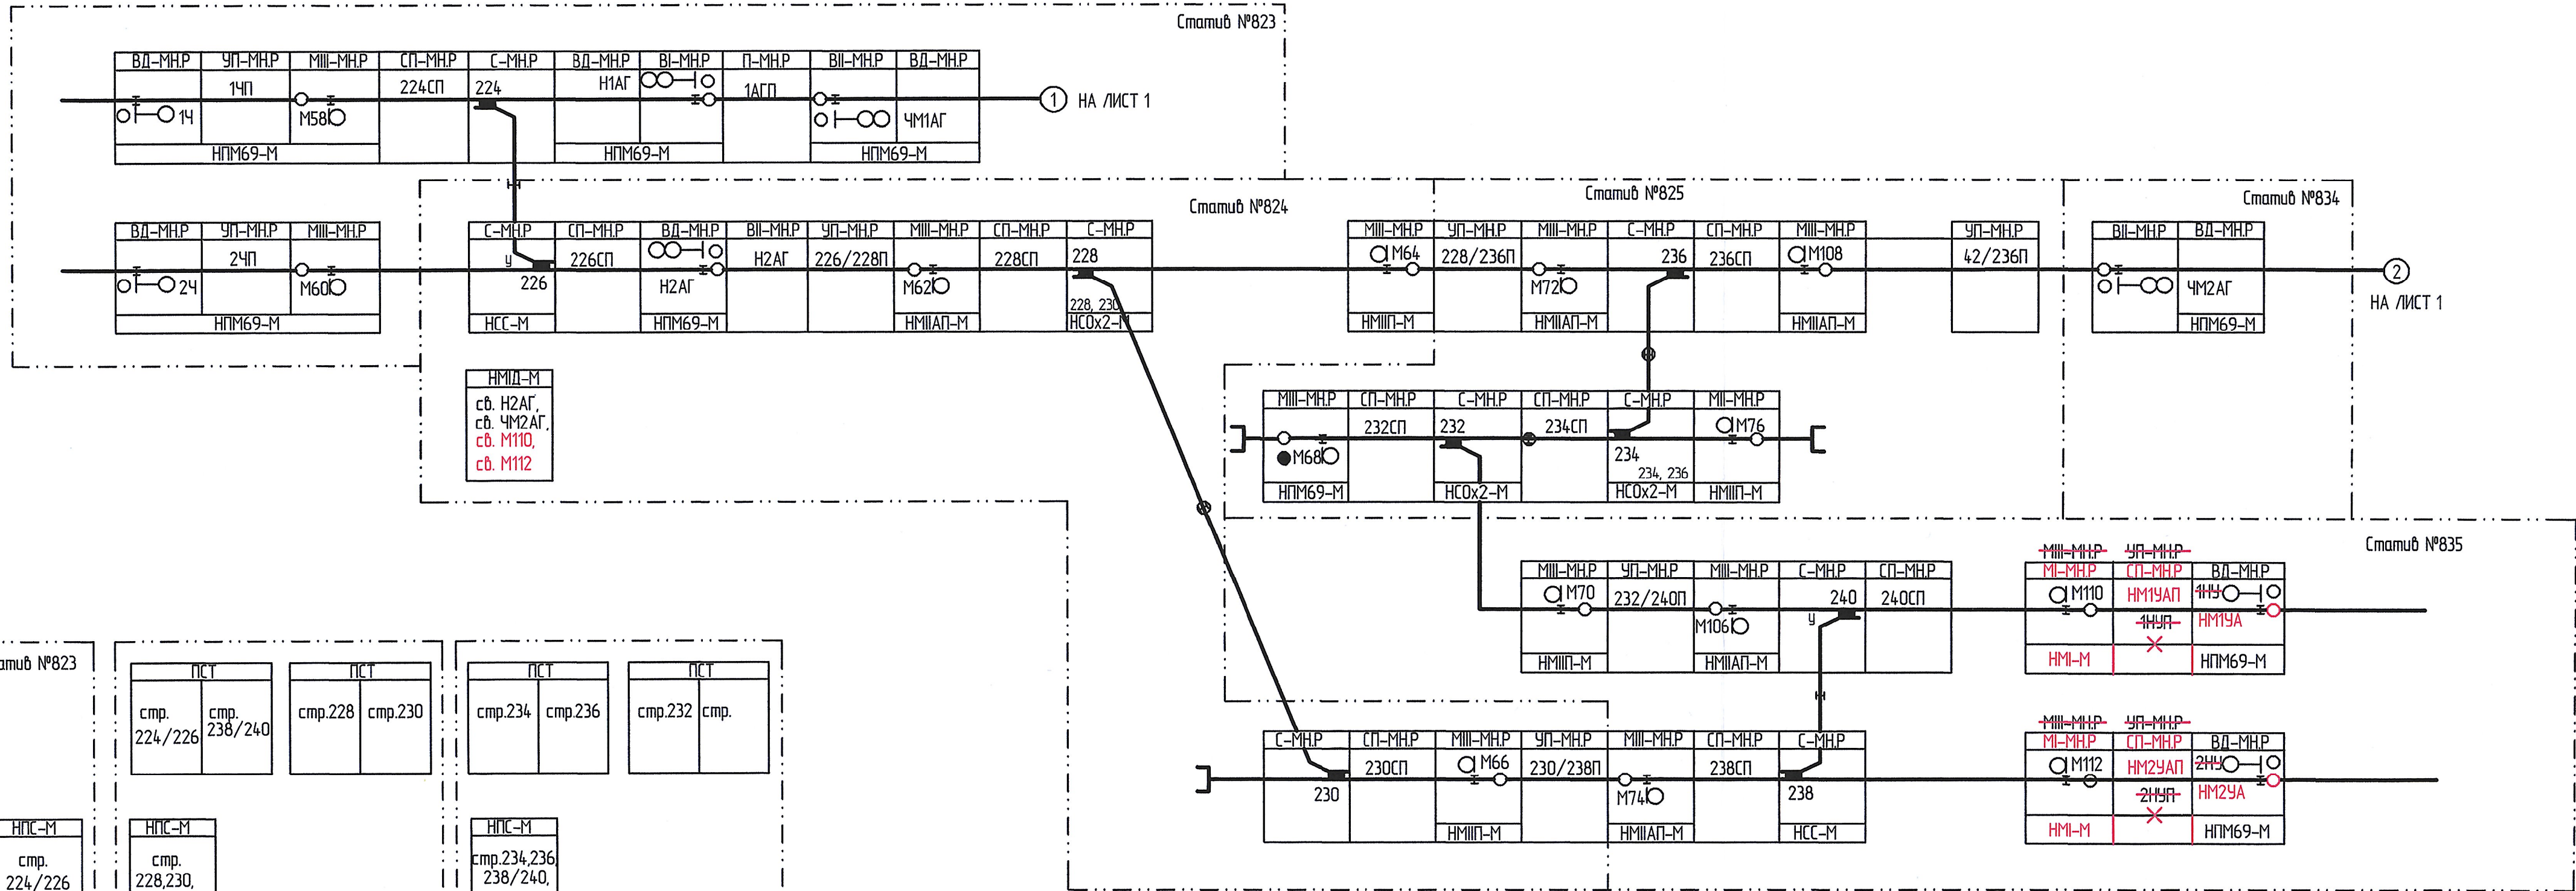 Статив №823
ВД-МН.Р УП-МН.Р МIII-МН.Р СП-МН.Р С-МН.Р ВД-МН.Р ВI-МН.Р П-МН.Р ВII-МН.Р ВД-МН.Р
1ЧП 224СП 224 Н1АГ 1АГП
1Ч М58 ЧМ1АГ
1 НА ЛИСТ 1
НПМ69-М НПМ69-М НПМ69-М
Статив №824
Статив №825
Статив №834
ВД-МН.Р УП-МН.Р МIII-МН.Р С-МН.Р СП-МН.Р ВД-МН.Р ВII-МН.Р УП-МН.Р МIII-МН.Р СП-МН.Р С-МН.Р МIII-МН.Р УП-МН.Р МIII-МН.Р С-МН.Р СП-МН.Р МIII-МН.Р УП-МН.Р ВII-МН.Р ВД-МН.Р
2ЧП у 226СП Н2АГ 226/228П 228СП 228 М64 228/236П 236 236СП М108 42/236П
2Ч М60 226 Н2АГ М62 М72 ЧМ2АГ
2
НА ЛИСТ 1
228, 230
НПМ69-М НСС-М НПМ69-М НМIIАП-М НСОх2-М НМIIП-М НМIIАП-М НМIIАП-М НПМ69-М
НМIД-М
св. Н2АГ,
св. ЧМ2АГ,
св. М110,
св. М112
МIII-МН.Р СП-МН.Р С-МН.Р СП-МН.Р С-МН.Р МII-МН.Р
232СП 232 234СП М76
М68 234
234, 236
НПМ69-М НСОх2-М НСОх2-М НМIIП-М
Статив №835
МIII-МН.Р УП-МН.Р
МIII-МН.Р УП-МН.Р МIII-МН.Р С-МН.Р СП-МН.Р МI-МН.Р СП-МН.Р ВД-МН.Р
М70 232/240П 240 240СП М110 НМ1УАП 1НУ
М106 у 1НУП НМ1УА
НМIIП-М НМIIАП-М НМI-М НПМ69-М
МIII-МН.Р УП-МН.Р
С-МН.Р СП-МН.Р МIII-МН.Р УП-МН.Р МIII-МН.Р СП-МН.Р С-МН.Р МI-МН.Р СП-МН.Р ВД-МН.Р
230СП М66 230/238П 238СП М112 НМ2УАП 2НУ
230 М74 238 2НУП НМ2УА
НМIIП-М НМIIАП-М НСС-М НМI-М НПМ69-М
атив №823
ПСТ ПСТ ПСТ ПСТ
стр.
224/226
стр.
238/240
стр.228 стр.230 стр.234 стр.236 стр.232 стр.
НПС-М НПС-М НПС-М
стр.
224/226
стр.
228,230,
стр.234,236,
238/240,